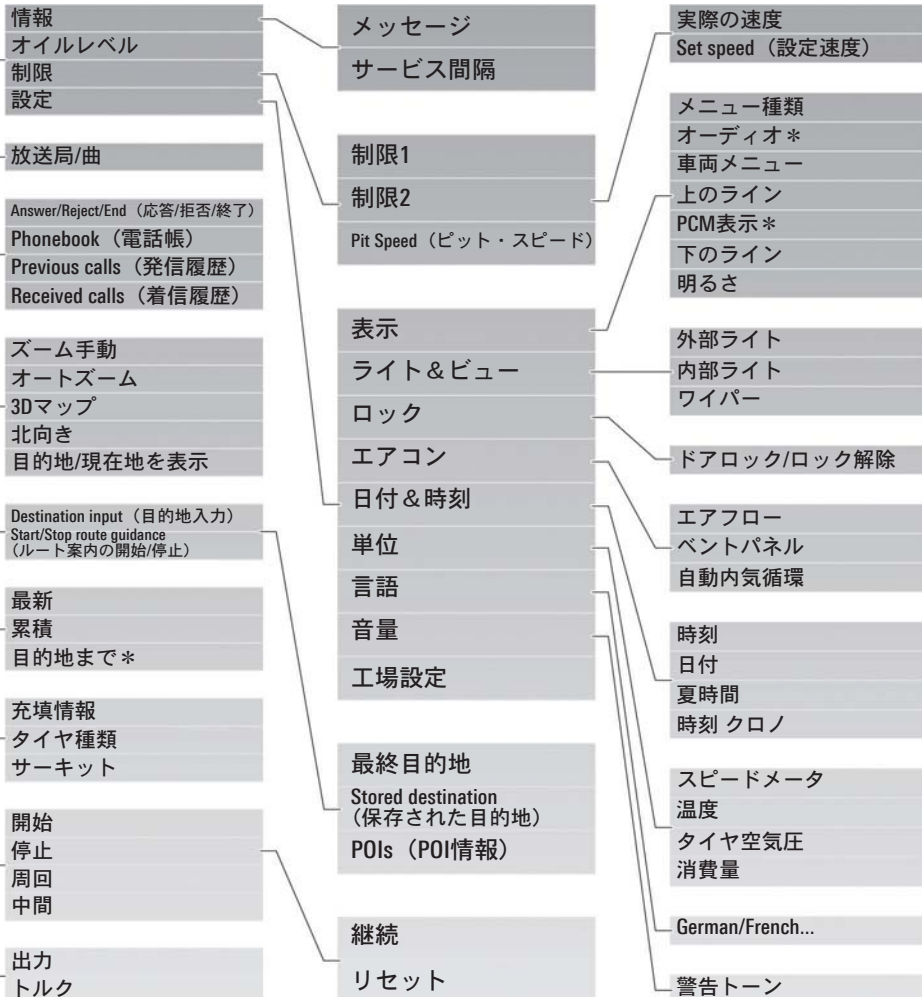 情報
オイルレベル
制限
設定
放送局/曲
Answer/Reject/End（応答/拒否/終了）
Phonebook（電話帳）
Previous calls（発信履歴）
Received calls（着信履歴）
ズーム手動
オートズーム
3Dマップ
北向き
目的地/現在地を表示
Destination input（目的地入力）
Start/Stop route guidance
（ルート案内の開始/停止）
最新
累積
目的地まで＊
充填情報
タイヤ種類
サーキット
開始
停止
周回
中間
出力
トルク
メッセージ
サービス間隔
制限1
制限2
Pit Speed（ピット・スピード）
表示
ライト＆ビュー
ロック
エアコン
日付＆時刻
単位
言語
音量
工場設定
最終目的地
Stored destination
（保存された目的地）
POIs（POI情報）
継続
リセット
実際の速度
Set speed（設定速度）
メニュー種類
オーディオ＊
車両メニュー
上のライン
PCM表示＊
下のライン
明るさ
外部ライト
内部ライト
ワイパー
ドアロック/ロック解除
エアフロー
ベントパネル
自動内気循環
時刻
日付
夏時間
時刻 クロノ
スピードメータ
温度
タイヤ空気圧
消費量
German/French...
警告トーン